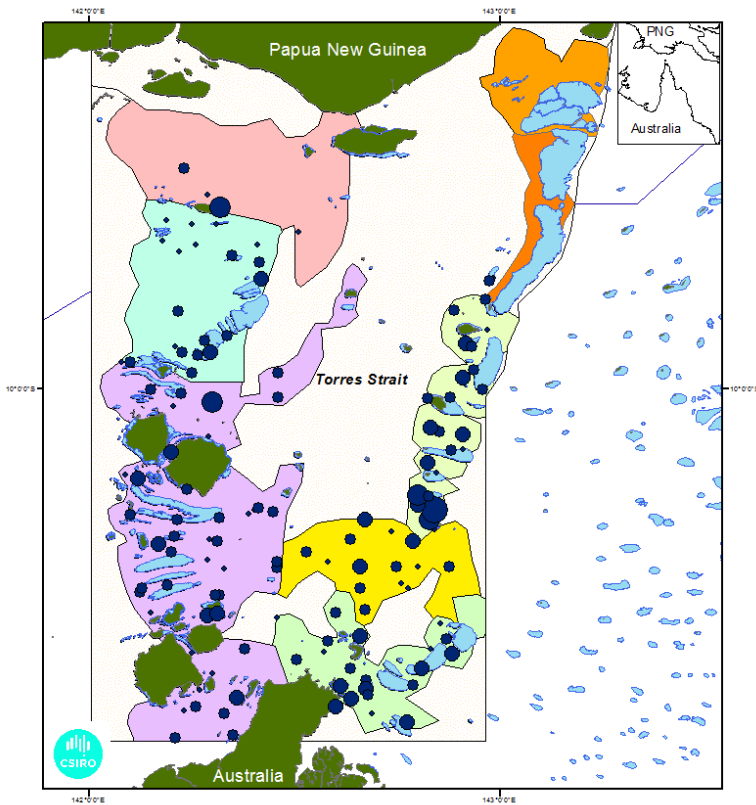 142°0'0"E
143°0'0"E
Papua New Guinea
PNG
Australia
10°0'0"S
10°0'0"S
Torres Strait
CSIRO
Australia
142°0'0"E
143°0'0"E